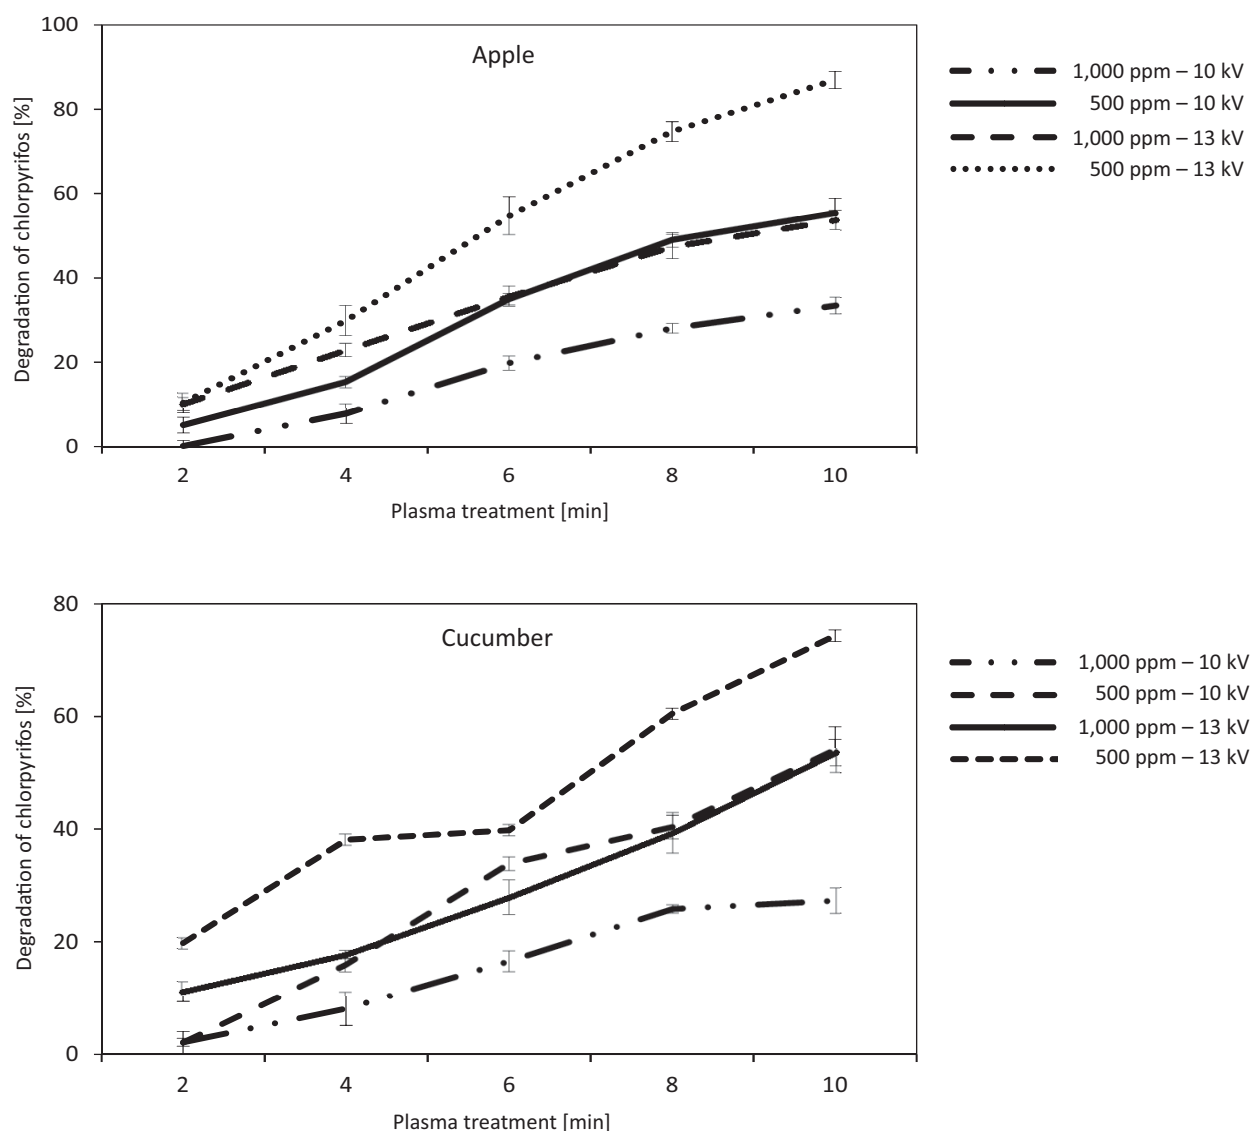 Apple
Degradation of chlorpyrifos [%]
100
80
60
40
20
0
2 4 6 8 10
Plasma treatment [min]
1,000 ppm – 10 kV
500 ppm – 10 kV
1,000 ppm – 13 kV
500 ppm – 13 kV
Cucumber
Degradation of chlorpyrifos [%]
80
60
40
20
0
2 4 6 8 10
Plasma treatment [min]
1,000 ppm – 10 kV
500 ppm – 10 kV
1,000 ppm – 13 kV
500 ppm – 13 kV